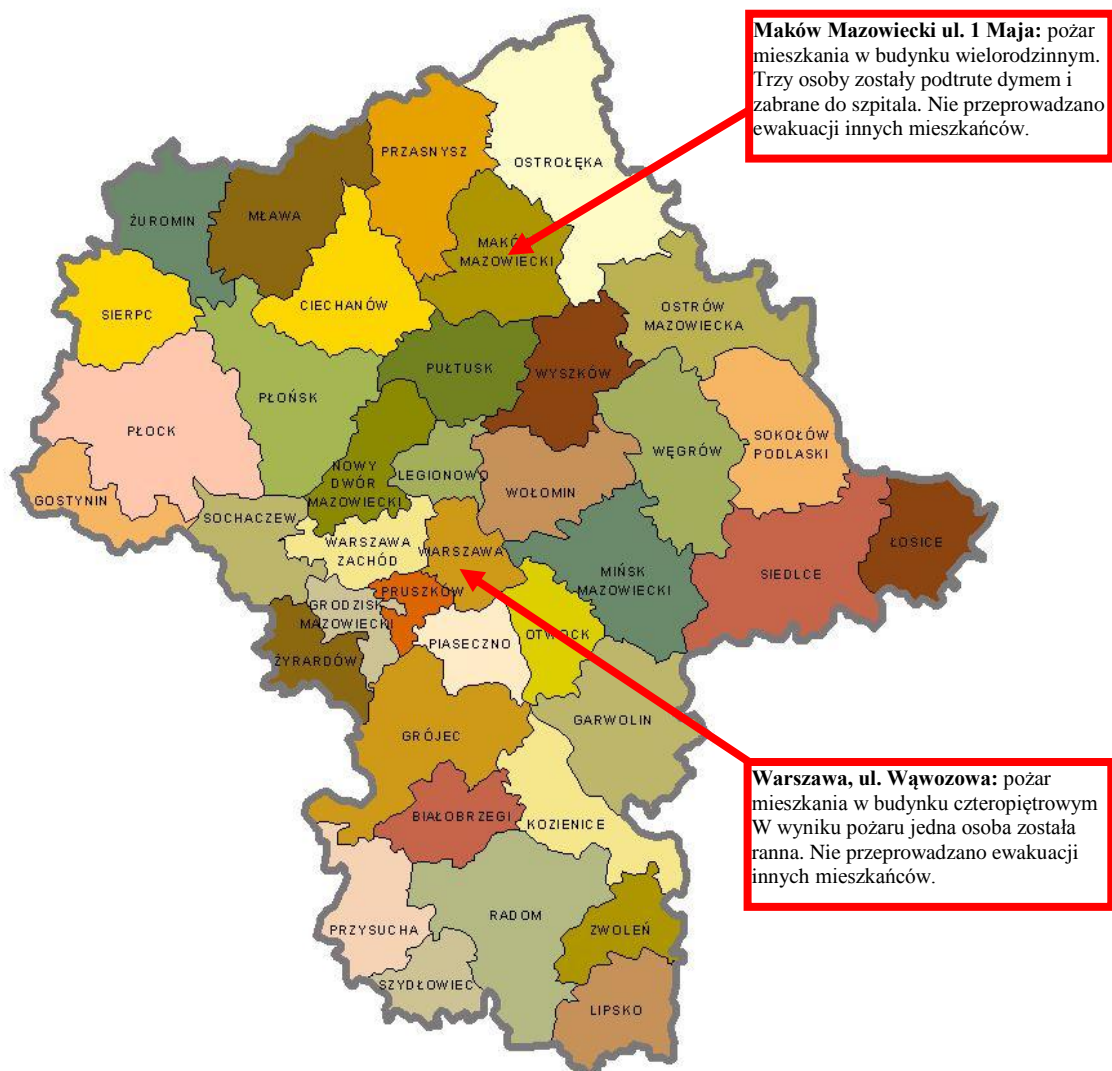 Maków Mazowiecki ul. 1 Maja: pożar
mieszkania w budynku wielorodzinnym.
Trzy osoby zostały podtrute dymem i
zabrane do szpitala. Nie przeprowadzano
ewakuacji innych mieszkańców.
PRZASNYSZ
OSTROŁĘKA
ŻUROMIN
MŁAWA
MAKÓW
MAZOWIECKI
SIERPC
CIECHANÓW
OSTRÓW
MAZOWIECKA
PUŁTUSK
WYSZKÓW
PŁOŃSK
PŁOCK
SOKOŁÓW
PODLASKI
WĘGRÓW
NOWY
DWÓR
MAZOWIECKI
LEGIONOWO
WOŁOMIN
GOSTYNIN
SOCHACZEW
WARSZAWA
ZACHÓD
WARSZAWA
MIŃSK
MAZOWIECKI
SIEDLCE
ŁOSICE
PRUSZKÓW
GRODZISK
MAZOWIECKI
PIASECZNO
OTWOCK
ŻYRARDÓW
GARWOLIN
GRÓJEC
Warszawa, ul. Wąwozowa: pożar
mieszkania w budynku czteropiętrowym
W wyniku pożaru jedna osoba została
ranna. Nie przeprowadzano ewakuacji
innych mieszkańców.
BIAŁOBRZEGI
KOZIENICE
RADOM
PRZYSUCHA
ZWOLEŃ
SZYDŁOWIEC
LIPSKO